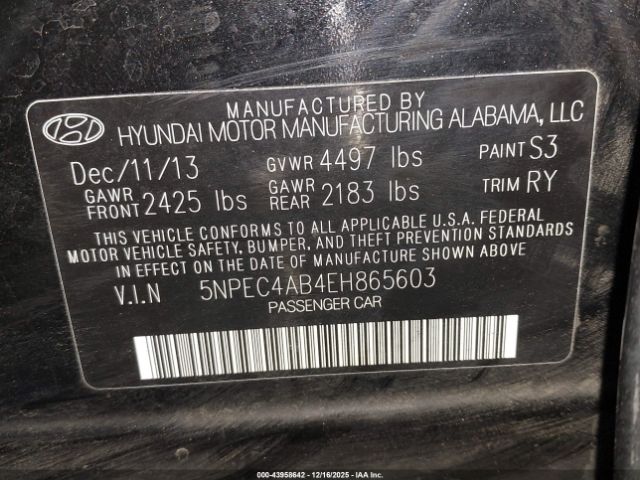 MANUFACTURED BY
HYUNDAI MOTOR MANUFACTURING ALABAMA, LLC
Dec/11/13 GVWR 4497 lbs PAINT S3
GAWR FRONT 2425 lbs GAWR REAR 2183 lbs TRIM RY
THIS VEHICLE CONFORMS TO ALL APPLICABLE U.S.A. FEDERAL
MOTOR VEHICLE SAFETY, BUMPER, AND THEFT PREVENTION STANDARDS
IN EFFECT ON THE DATE OF MANUFACTURE SHOWN ABOVE
V.I.N 5NPEC4AB4EH865603
PASSENGER CAR
000-43958642 - 12/16/2025 - IAA Inc.